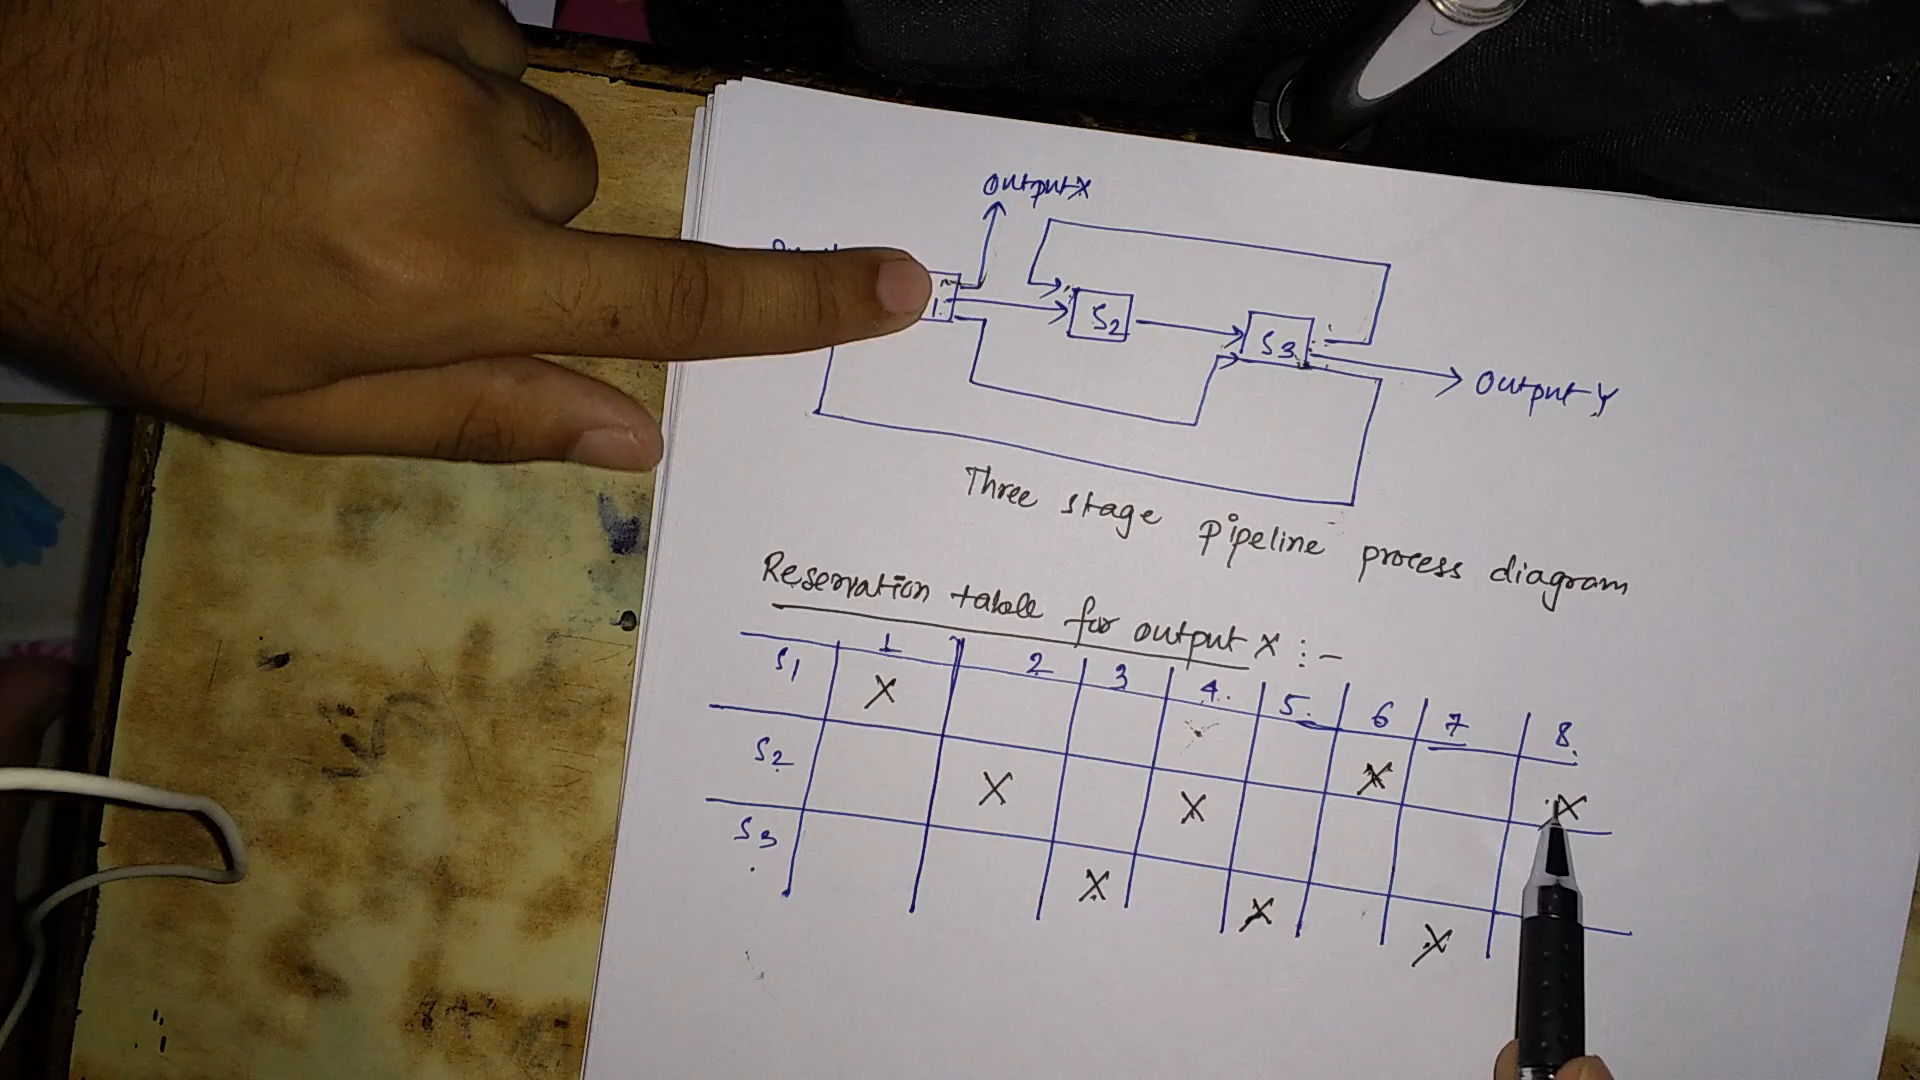 Output X
S2
S3
Output Y
Three stage pipeline process diagram
Reservation table for output X :-
1 2 3 4. 5. 6 7 8.
S1 X
S2 X X X X
S3 X X X